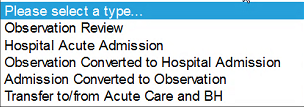 Please select a type...
Observation Review
Hospital Acute Admission
Observation Converted to Hospital Admission
Admission Converted to Observation
Transfer to/from Acute Care and BH